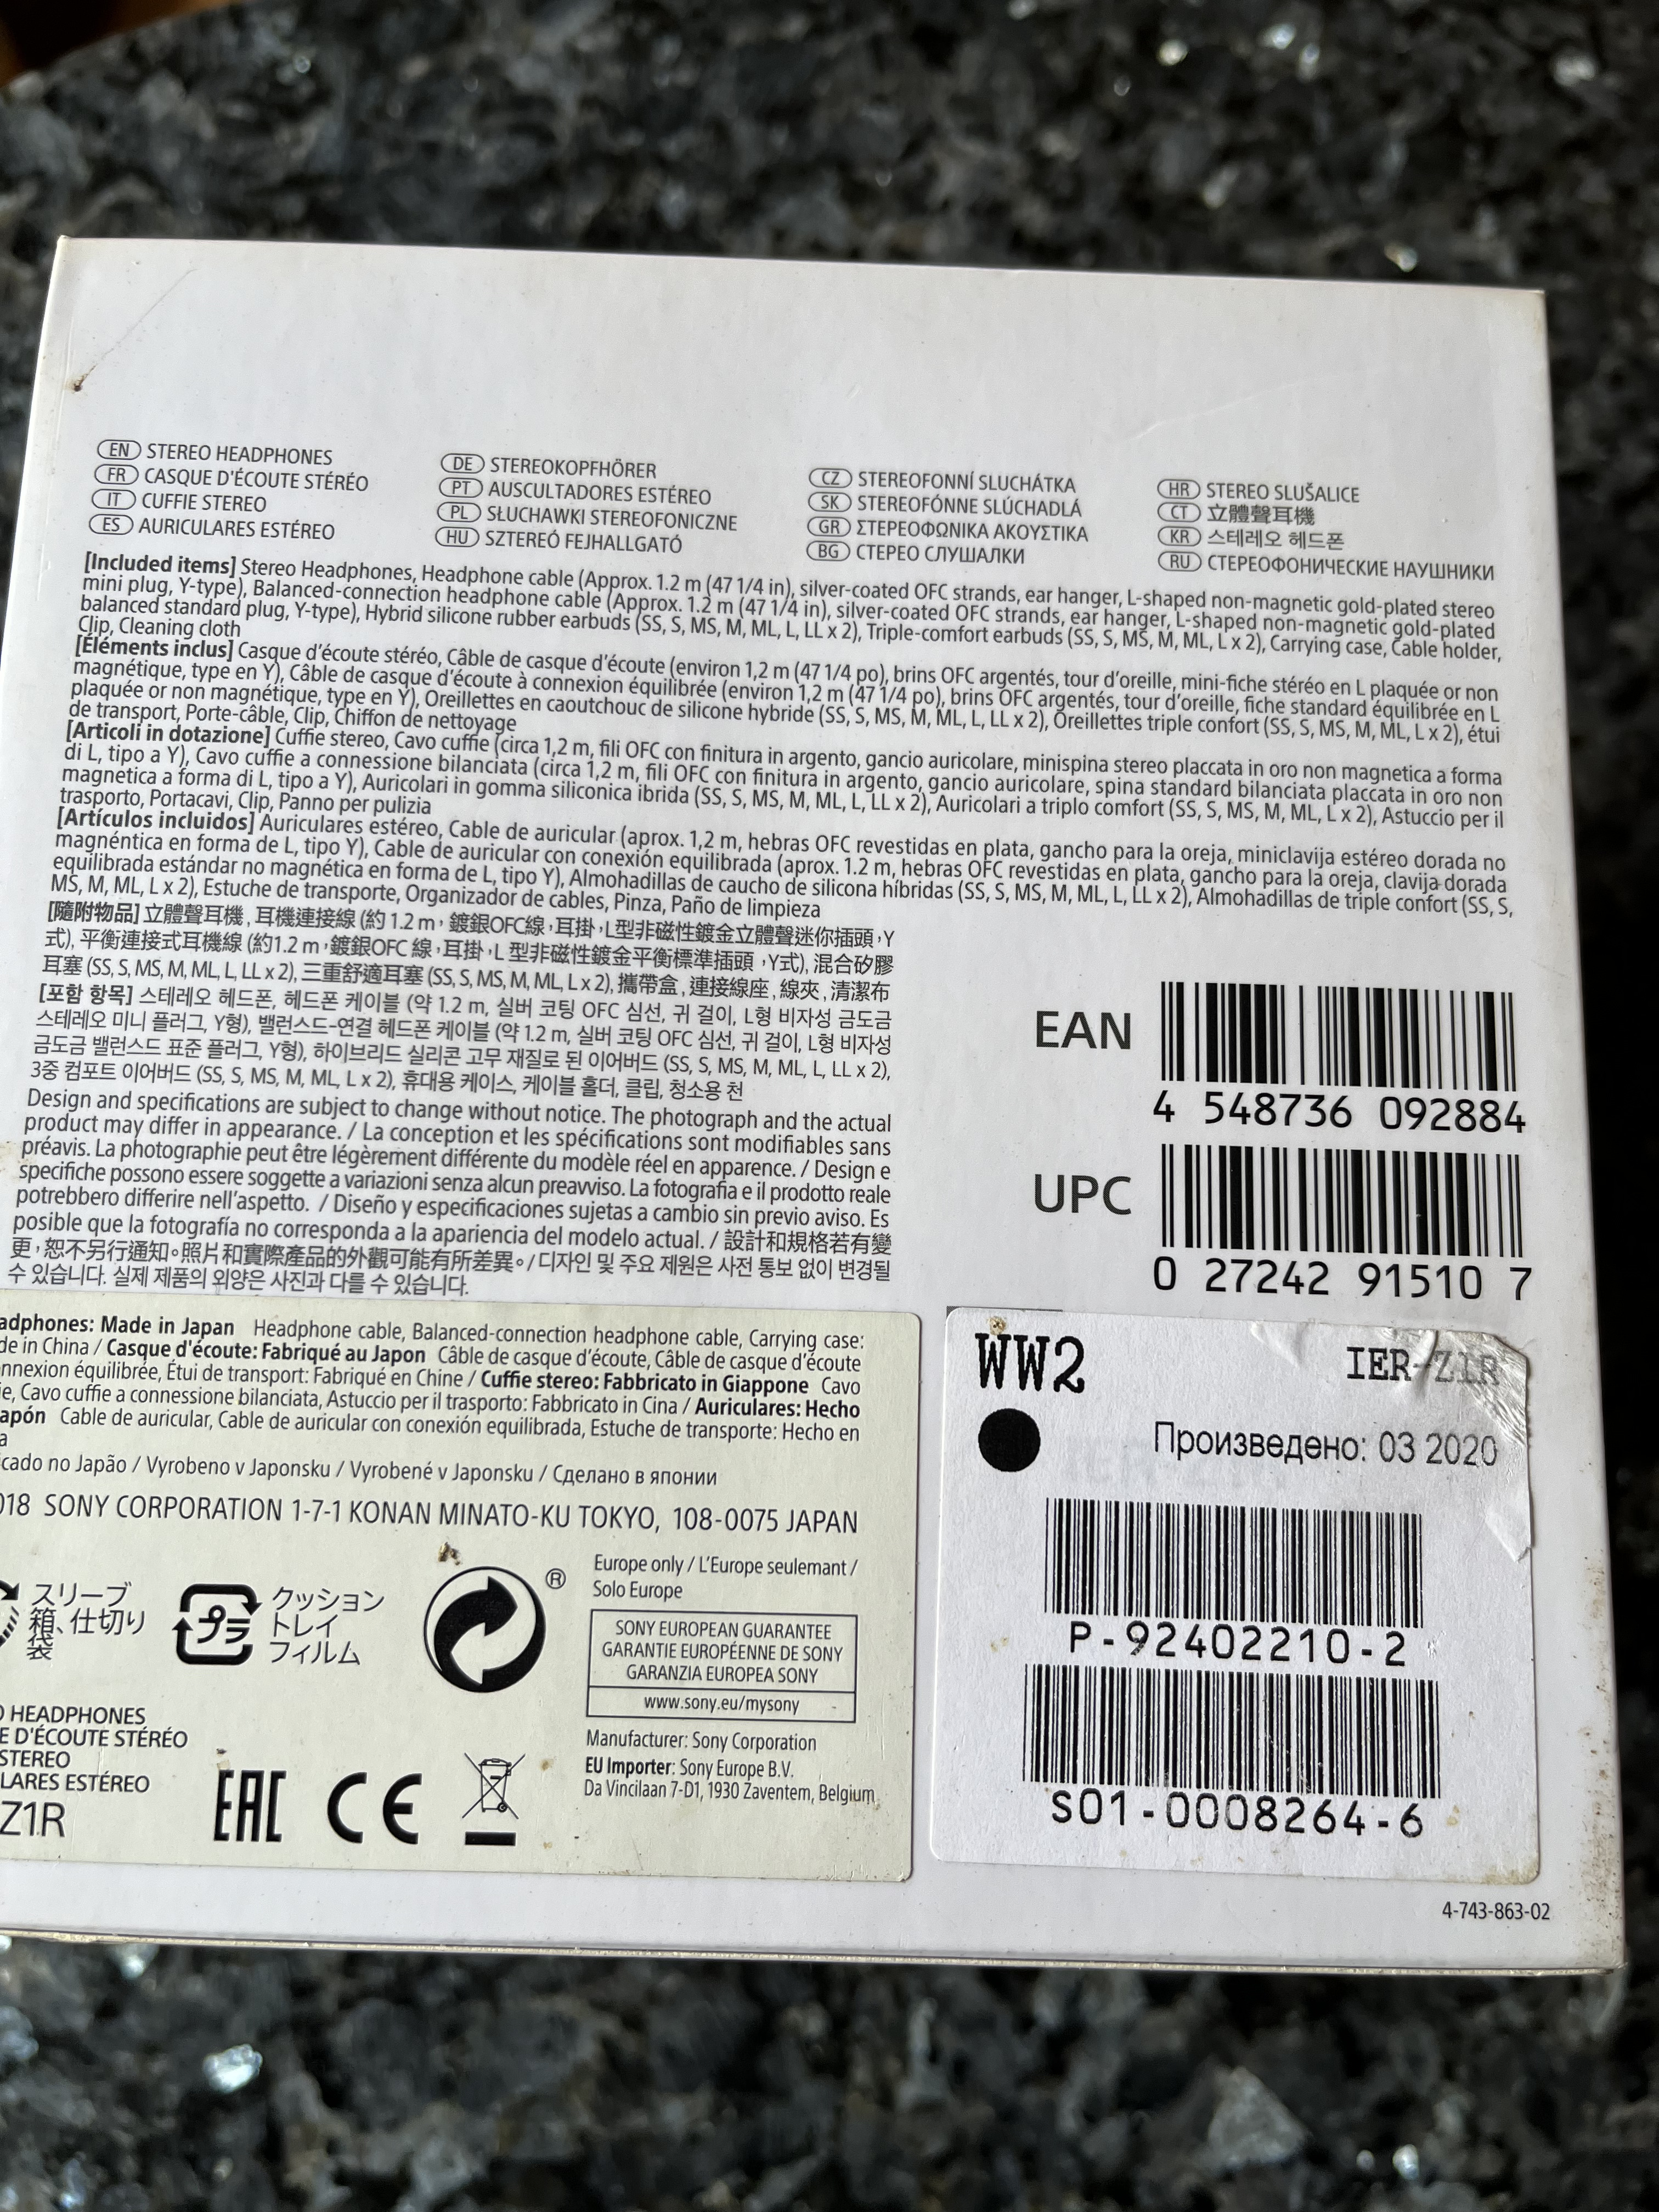 EN STEREO HEADPHONES
FR CASQUE D'ÉCOUTE STÉRÉO
IT CUFFIE STEREO
ES AURICULARES ESTÉREO
DE STEREOKOPFHÖRER
PT AUSCULTADORES ESTÉREO
PL SŁUCHAWKI STEREOFONICZNE
HU SZTEREÓ FEJHALLGATÓ
CZ STEREOFONNÍ SLUCHÁTKA
SK STEREOFÓNNE SLÚCHADLÁ
GR ΣΤΕΡΕΟΦΩΝΙΚΑ ΑΚΟΥΣΤΙΚΑ
BG СТЕРЕО СЛУШАЛКИ
HR STEREO SLUŠALICE
CT 立體聲耳機
KR 스테레오 헤드폰
RU СТЕРЕОФОНИЧЕСКИЕ НАУШНИКИ
[Included items] Stereo Headphones, Headphone cable (Approx. 1.2 m (47 1/4 in), silver-coated OFC strands, ear hanger, L-shaped non-magnetic gold-plated stereo
mini plug, Y-type), Balanced-connection headphone cable (Approx. 1.2 m (47 1/4 in), silver-coated OFC strands, ear hanger, L-shaped non-magnetic gold-plated
balanced standard plug, Y-type), Hybrid silicone rubber earbuds (SS, S, MS, M, ML, L, LL x 2), Triple-comfort earbuds (SS, S, MS, M, ML, L x 2), Carrying case, Cable holder,
Clip, Cleaning cloth
[Éléments inclus] Casque d'écoute stéréo, Câble de casque d'écoute (environ 1,2 m (47 1/4 po), brins OFC argentés, tour d'oreille, mini-fiche stéréo en L plaquée or non
magnétique, type en Y), Câble de casque d'écoute à connexion équilibrée (environ 1,2 m (47 1/4 po), brins OFC argentés, tour d'oreille, fiche standard équilibrée en L
plaquée or non magnétique, type en Y), Oreillettes en caoutchouc de silicone hybride (SS, S, MS, M, ML, L, LL x 2), Oreillettes triple confort (SS, S, MS, M, ML, L x 2), étui
de transport, Porte-câble, Clip, Chiffon de nettoyage
[Articoli in dotazione] Cuffie stereo, Cavo cuffie (circa 1,2 m, fili OFC con finitura in argento, gancio auricolare, minispina stereo placcata in oro non magnetica a forma
di L, tipo a Y), Cavo cuffie a connessione bilanciata (circa 1,2 m, fili OFC con finitura in argento, gancio auricolare, spina standard bilanciata placcata in oro non
magnetica a forma di L, tipo a Y), Auricolari in gomma siliconica ibrida (SS, S, MS, M, ML, L, LL x 2), Auricolari a triplo comfort (SS, S, MS, M, ML, L x 2), Astuccio per il
trasporto, Portacavi, Clip, Panno per pulizia
[Artículos incluidos] Auriculares estéreo, Cable de auricular (aprox. 1,2 m, hebras OFC revestidas en plata, gancho para la oreja, miniclavija estéreo dorada no
magnéntica en forma de L, tipo Y), Cable de auricular con conexión equilibrada (aprox. 1.2 m, hebras OFC revestidas en plata, gancho para la oreja, clavija dorada
equilibrada estándar no magnética en forma de L, tipo Y), Almohadillas de caucho de silicona híbridas (SS, S, MS, M, ML, L, LL x 2), Almohadillas de triple confort (SS, S,
MS, M, ML, L x 2), Estuche de transporte, Organizador de cables, Pinza, Paño de limpieza
[隨附物品] 立體聲耳機, 耳機連接線 (約 1.2 m，鍍銀OFC線，耳掛，L型非磁性鍍金立體聲迷你插頭，Y
式), 平衡連接式耳機線 (約1.2 m，鍍銀OFC 線，耳掛，L 型非磁性鍍金平衡標準插頭，Y式), 混合矽膠
耳塞 (SS, S, MS, M, ML, L, LL x 2), 三重舒適耳塞 (SS, S, MS, M, ML, L x 2), 攜帶盒, 連接線座, 線夾, 清潔布
[포함 항목] 스테레오 헤드폰, 헤드폰 케이블 (약 1.2 m, 실버 코팅 OFC 심선, 귀 걸이, L형 비자성 금도금
스테레오 미니 플러그, Y형), 밸런스드-연결 헤드폰 케이블 (약 1.2 m, 실버 코팅 OFC 심선, 귀 걸이, L형 비자성
금도금 밸런스드 표준 플러그, Y형), 하이브리드 실리콘 고무 재질로 된 이어버드 (SS, S, MS, M, ML, L, LL x 2),
3중 컴포트 이어버드 (SS, S, MS, M, ML, L x 2), 휴대용 케이스, 케이블 홀더, 클립, 청소용 천
Design and specifications are subject to change without notice. The photograph and the actual
product may differ in appearance. / La conception et les spécifications sont modifiables sans
préavis. La photographie peut être légèrement différente du modèle réel en apparence. / Design e
specifiche possono essere soggette a variazioni senza alcun preavviso. La fotografia e il prodotto reale
potrebbero differire nell'aspetto. / Diseño y especificaciones sujetas a cambio sin previo aviso. Es
posible que la fotografía no corresponda a la apariencia del modelo actual. / 設計和規格若有變
更，恕不另行通知。照片和實際產品的外觀可能有所差異。/ 디자인 및 주요 제원은 사전 통보 없이 변경될
수 있습니다. 실제 제품의 외양은 사진과 다를 수 있습니다.
EAN
4 548736 092884
UPC
0 27242 91510 7
adphones: Made in Japan Headphone cable, Balanced-connection headphone cable, Carrying case:
de in China / Casque d'écoute: Fabriqué au Japon Câble de casque d'écoute, Câble de casque d'écoute
nnexion équilibrée, Étui de transport: Fabriqué en Chine / Cuffie stereo: Fabbricato in Giappone Cavo
ie, Cavo cuffie a connessione bilanciata, Astuccio per il trasporto: Fabbricato in Cina / Auriculares: Hecho
apón Cable de auricular, Cable de auricular con conexión equilibrada, Estuche de transporte: Hecho en
a
cado no Japão / Vyrobeno v Japonsku / Vyrobené v Japonsku / Сделано в японии
018 SONY CORPORATION 1-7-1 KONAN MINATO-KU TOKYO, 108-0075 JAPAN
スリーブ
箱、仕切り
袋
プラ
クッション
トレイ
フィルム
®
Europe only / L'Europe seulement /
Solo Europe
SONY EUROPEAN GUARANTEE
GARANTIE EUROPÉENNE DE SONY
GARANZIA EUROPEA SONY
www.sony.eu/mysony
Manufacturer: Sony Corporation
EU Importer: Sony Europe B.V.
Da Vincilaan 7-D1, 1930 Zaventem, Belgium
O HEADPHONES
E D'ÉCOUTE STÉRÉO
STEREO
LARES ESTÉREO
Z1R
EAC CE
WW2
IER-Z1R
Произведено: 03 2020
P-92402210-2
S01-0008264-6
4-743-863-02